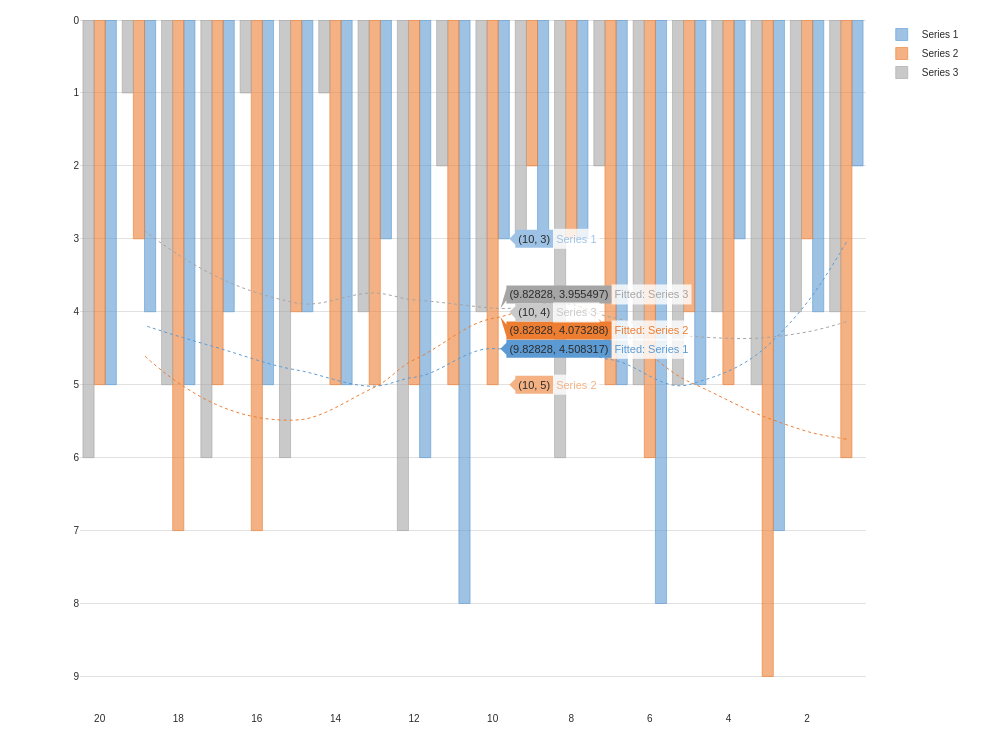 0
1
2
3
4
5
6
7
8
9
20
18
16
14
12
10
8
6
4
2
Series 1
Series 2
Series 3
(10, 3) Series 1
(9.82828, 3.955497) Fitted: Series 3
(10, 4) Series 3
(9.82828, 4.073288) Fitted: Series 2
(9.82828, 4.508317) Fitted: Series 1
(10, 5) Series 2